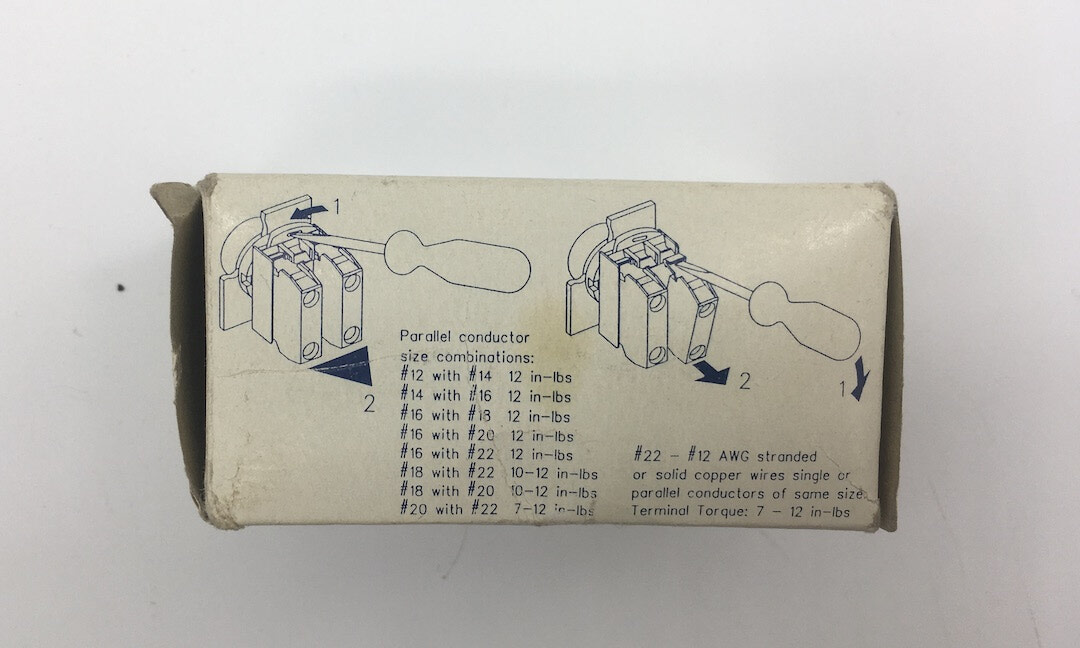 1
2
Parallel conductor
size combinations:
#12 with #14 12 in-lbs
#14 with #16 12 in-lbs
#16 with #18 12 in-lbs
#16 with #20 12 in-lbs
#16 with #22 12 in-lbs
#18 with #22 10-12 in-lbs
#18 with #20 10-12 in-lbs
#20 with #22 7-12 in-lbs
2
1
#22 - #12 AWG stranded
or solid copper wires single or
parallel conductors of same size.
Terminal Torque: 7 - 12 in-lbs